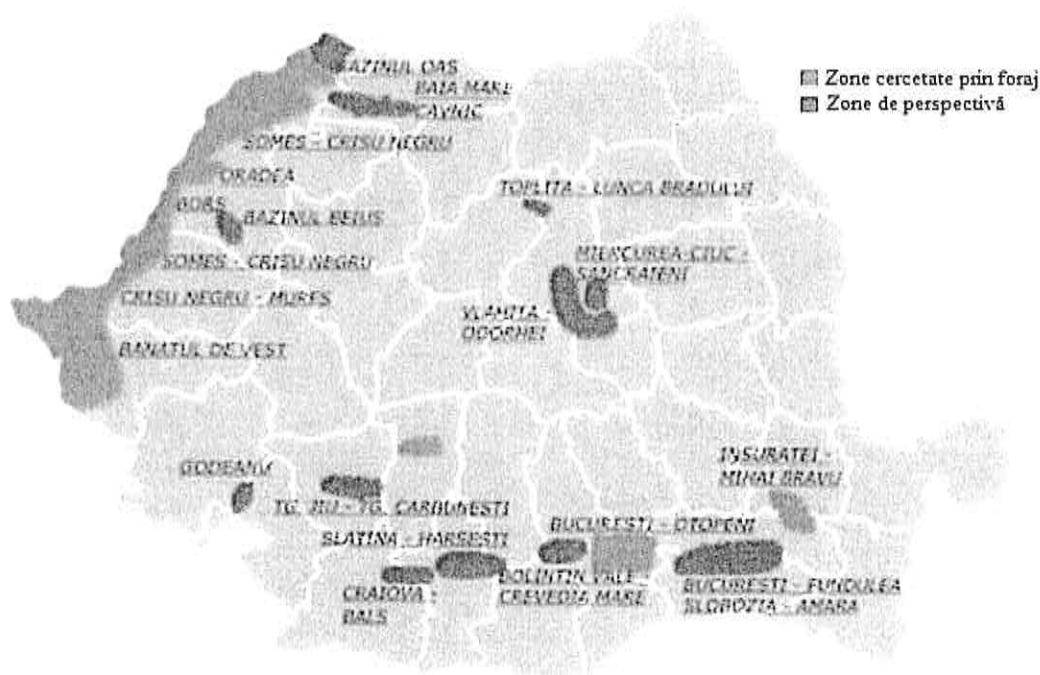 Zone cercetate prin foraj
Zone de perspectivă
BAZINUL OAS
BAIA MARE
CAVNIC
SOMES - CRISU NEGRU
ORADEA
BORS
BAZINUL BEIUS
SOMES - CRISU NEGRU
CRISU NEGRU - MURES
BANATUL DE VEST
TOPLITA - LUNCA BRADULUI
MIERCUREA-CIUC -
SANCRAIENI
VLAHITA -
ODORHEI
GODEANU
TG. JIU - TG. CARBUNESTI
SLATINA - HARSESTI
CRAIOVA -
BALS
BUCURESTI - OTOPENI
BOLINTIN VALE -
CREVEDIA MARE
INSURATEI -
MIHAI BRAVU
BUCURESTI - FUNDULEA
SLOBOZIA - AMARA